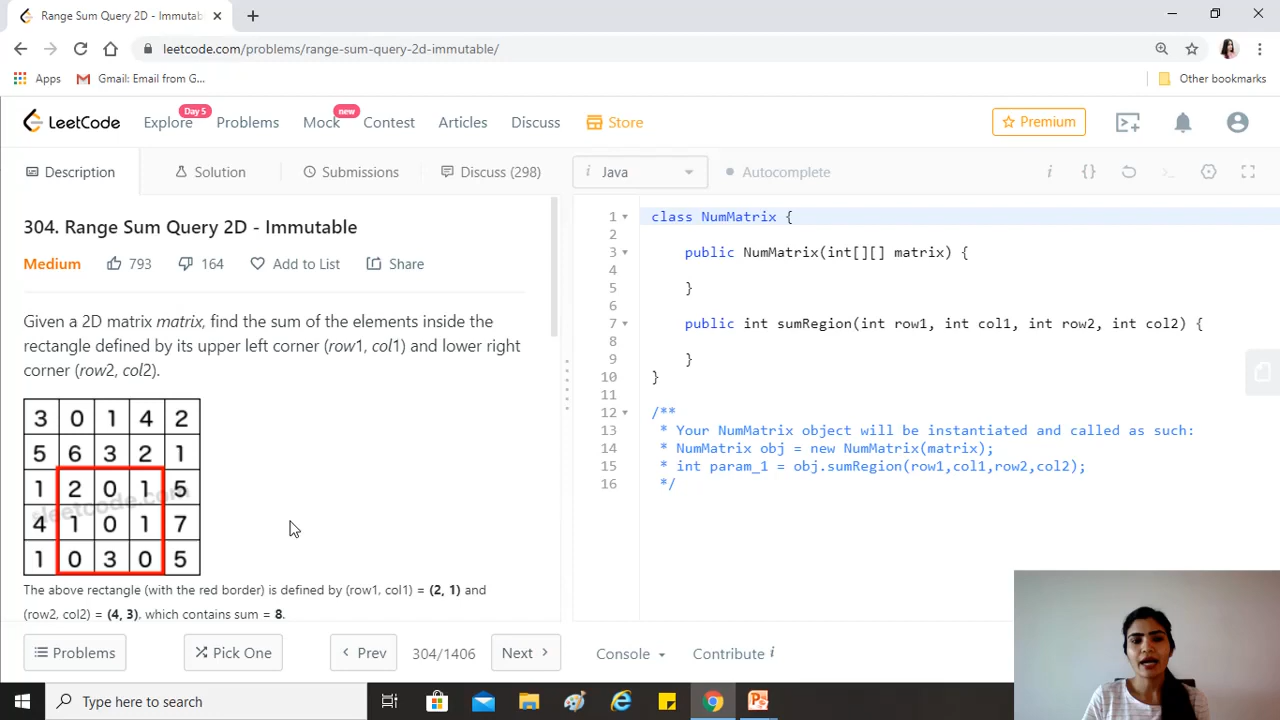 Range Sum Query 2D - Immutable
leetcode.com/problems/range-sum-query-2d-immutable/
Apps
Gmail: Email from G...
Other bookmarks
LeetCode
Explore
Day 5
Problems
Mock
new
Contest
Articles
Discuss
Store
Premium
Description
Solution
Submissions
Discuss (298)
i
Java
Autocomplete
i
{}
304. Range Sum Query 2D - Immutable
Medium
793
164
Add to List
Share
Given a 2D matrix matrix, find the sum of the elements inside the
rectangle defined by its upper left corner (row1, col1) and lower right
corner (row2, col2).
3 0 1 4 2
5 6 3 2 1
1 2 0 1 5
4 1 0 1 7
1 0 3 0 5
leetcode.com
The above rectangle (with the red border) is defined by (row1, col1) = (2, 1) and
(row2, col2) = (4, 3), which contains sum = 8.
Problems
Pick One
Prev
304/1406
Next
1 class NumMatrix {
2
3 public NumMatrix(int[][] matrix) {
4
5 }
6
7 public int sumRegion(int row1, int col1, int row2, int col2) {
8
9 }
10 }
11
12 /**
13 * Your NumMatrix object will be instantiated and called as such:
14 * NumMatrix obj = new NumMatrix(matrix);
15 * int param_1 = obj.sumRegion(row1,col1,row2,col2);
16 */
Console
Contribute i
Type here to search